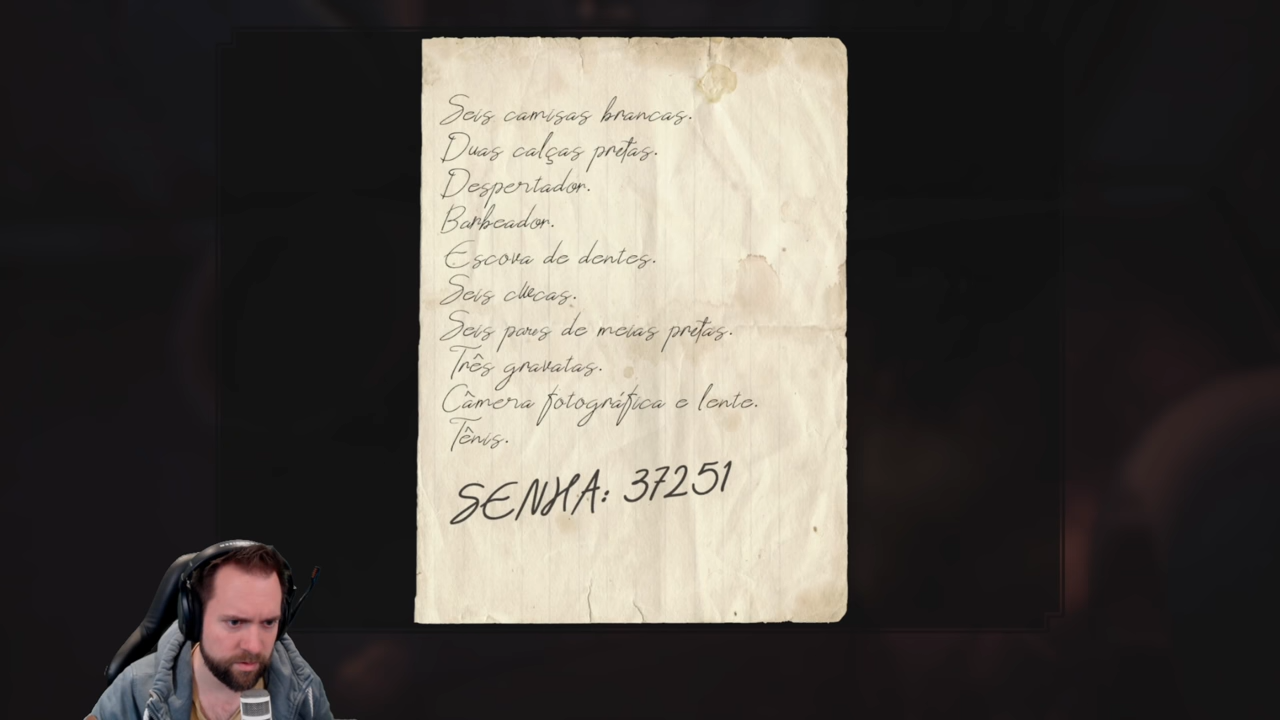 Seis camisas brancas.
Duas calças pretas.
Despertador.
Barbeador.
Escova de dentes.
Seis cuecas.
Seis pares de meias pretas.
Três gravatas.
Câmera fotográfica e lente.
Tênis.
SENHA: 37251